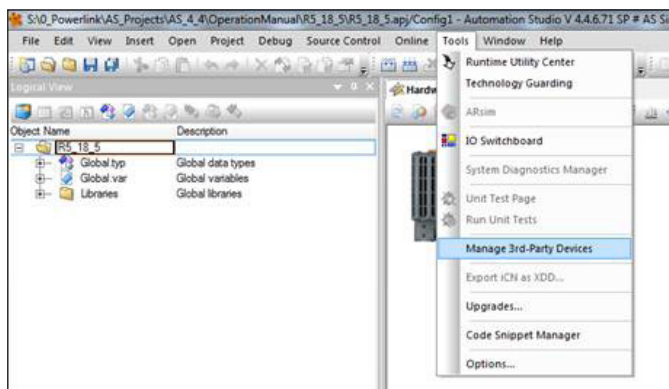 S:\0_Powerlink\AS_Projects\AS_4_4\OperationManual\R5_18_5\R5_18_5.apj/Config1 - Automation Studio V 4.4.6.71 SP # AS Si
File Edit View Insert Open Project Debug Source Control Online Tools Window Help
Logical View
Hardw
Object Name Description
R5_18_5
Global.typ Global data types
Global.var Global variables
Libraries Global libraries
Runtime Utility Center
Technology Guarding
ARsim
IO Switchboard
System Diagnostics Manager
Unit Test Page
Run Unit Tests
Manage 3rd-Party Devices
Export iCN as XDD...
Upgrades...
Code Snippet Manager
Options...